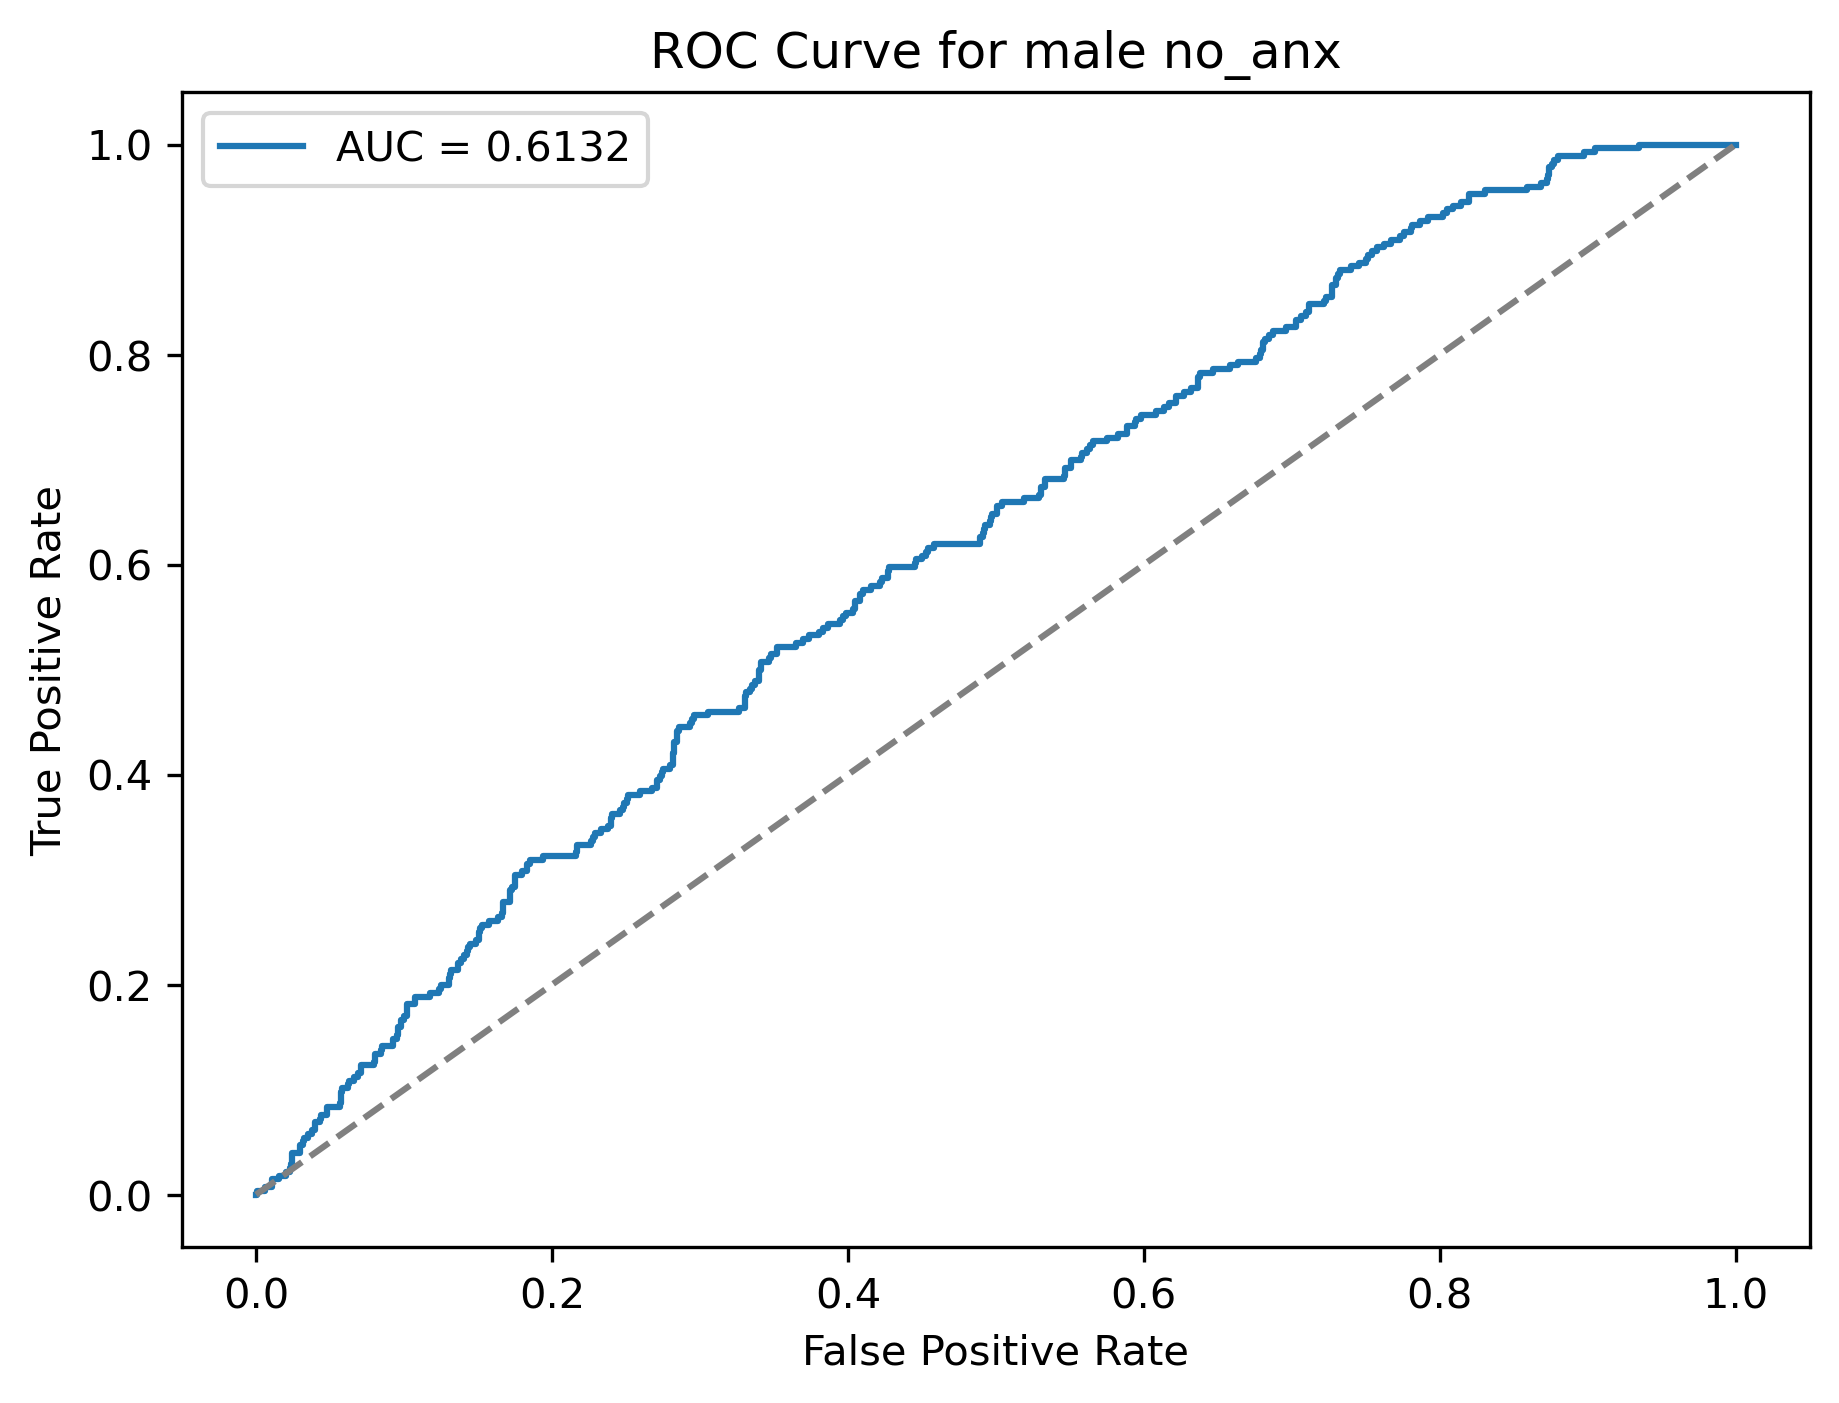 ROC Curve for male no_anx
AUC = 0.6132
True Positive Rate
1.0
0.8
0.6
0.4
0.2
0.0
0.0 0.2 0.4 0.6 0.8 1.0
False Positive Rate